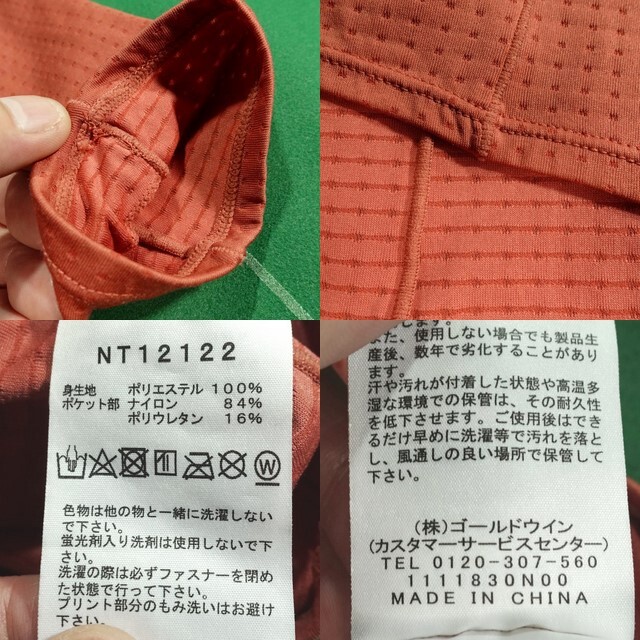 NT12122
身生地 ポリエステル 100%
ポケット部 ナイロン 84%
ポリウレタン 16%
W
色物は他の物と一緒に洗濯しない
で下さい。
蛍光剤入り洗剤は使用しないで下
さい。
洗濯の際は必ずファスナーを閉め
た状態で行って下さい。
プリント部分のもみ洗いはお避け
下さい。
します。
また、使用しない場合でも製品生
産後、数年で劣化することがあり
ます。
汗や汚れが付着した状態や高温多
湿な環境での保管は、その耐久性
を低下させます。ご使用後はでき
るだけ早めに洗濯等で汚れを落と
し、風通しの良い場所で保管して
下さい。
(株)ゴールドウイン
(カスタマーサービスセンター)
TEL 0120-307-560
1111830N00
MADE IN CHINA